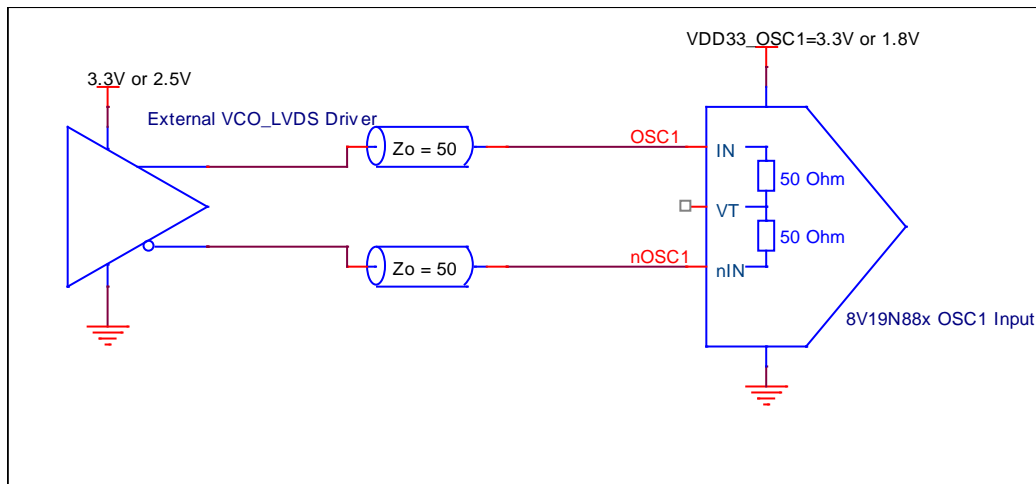 VDD33_OSC1=3.3V or 1.8V
3.3V or 2.5V
External VCO_LVDS Driver
Zo = 50
OSC1
IN
50 Ohm
VT
50 Ohm
Zo = 50
nOSC1
nIN
8V19N88x OSC1 Input